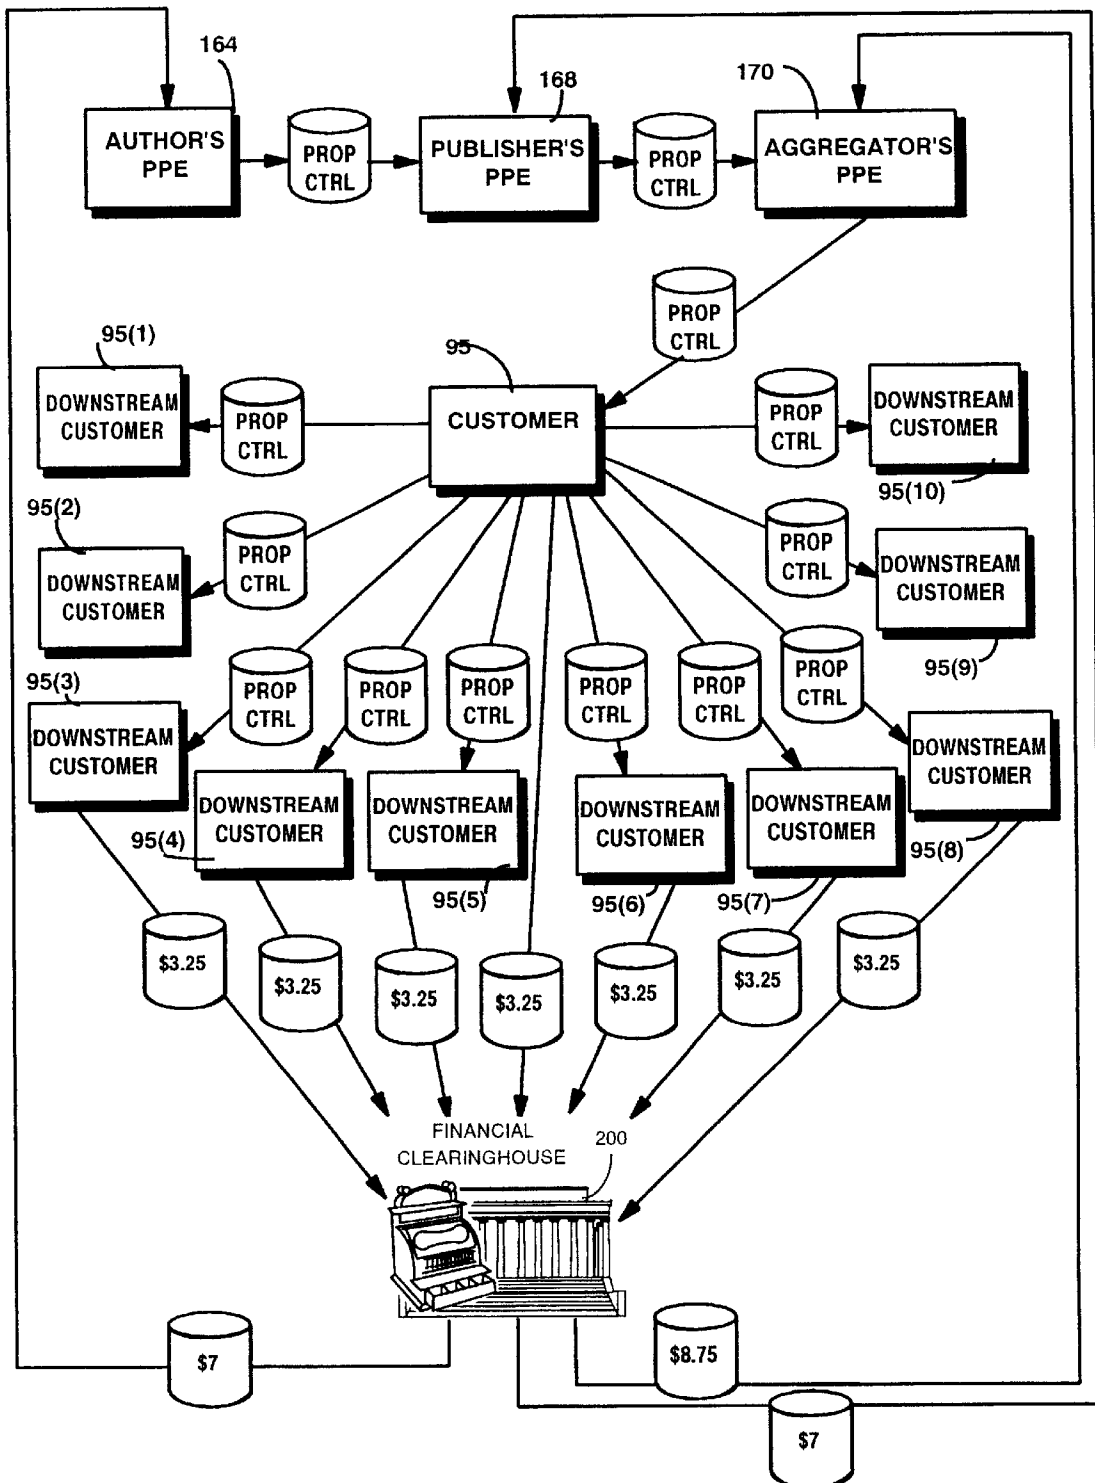 164
168
170
AUTHOR'S
PPE
PROP
CTRL
PUBLISHER'S
PPE
PROP
CTRL
AGGREGATOR'S
PPE
PROP
CTRL
95(1)
95
DOWNSTREAM
CUSTOMER
PROP
CTRL
CUSTOMER
PROP
CTRL
DOWNSTREAM
CUSTOMER
95(10)
95(2)
DOWNSTREAM
CUSTOMER
PROP
CTRL
PROP
CTRL
DOWNSTREAM
CUSTOMER
95(9)
95(3)
DOWNSTREAM
CUSTOMER
PROP
CTRL
PROP
CTRL
PROP
CTRL
PROP
CTRL
PROP
CTRL
PROP
CTRL
DOWNSTREAM
CUSTOMER
95(8)
DOWNSTREAM
CUSTOMER
95(4)
DOWNSTREAM
CUSTOMER
95(5)
DOWNSTREAM
CUSTOMER
95(6)
DOWNSTREAM
CUSTOMER
95(7)
$3.25
$3.25
$3.25
$3.25
$3.25
$3.25
$3.25
FINANCIAL
CLEARINGHOUSE
200
$7
$8.75
$7